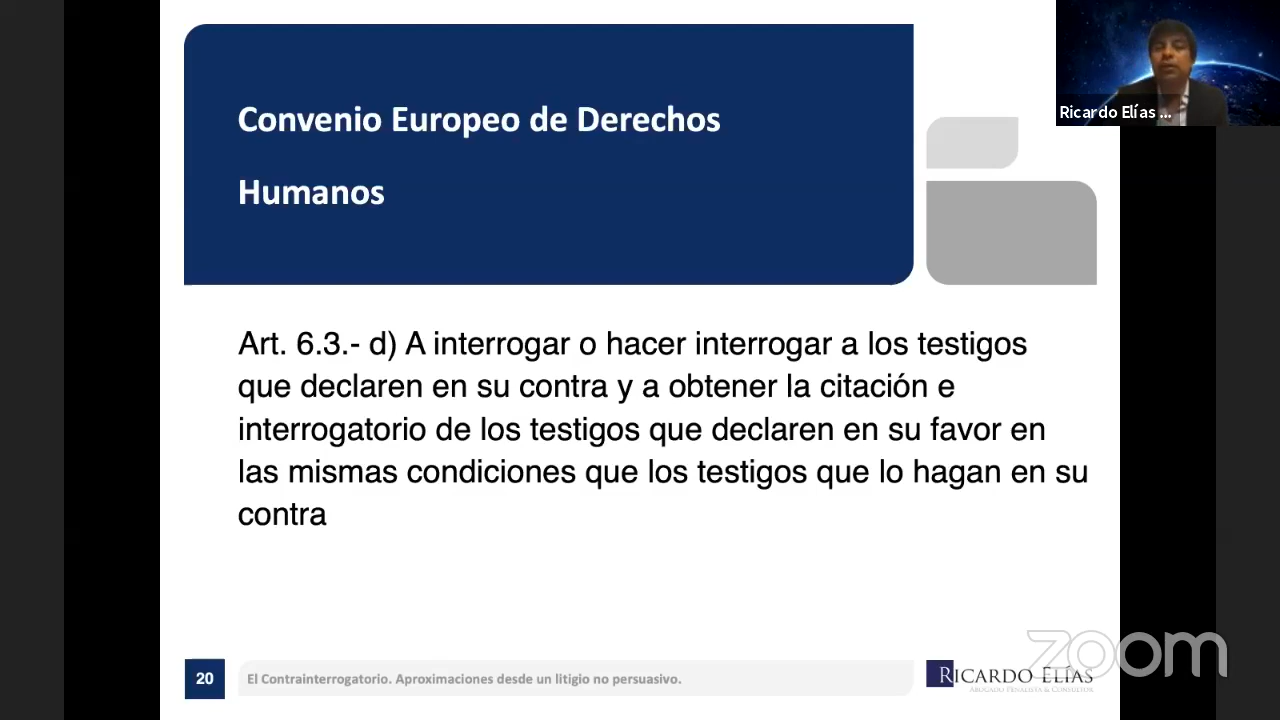 Convenio Europeo de Derechos
Humanos
Ricardo Elías ...
Art. 6.3.- d) A interrogar o hacer interrogar a los testigos
que declaren en su contra y a obtener la citación e
interrogatorio de los testigos que declaren en su favor en
las mismas condiciones que los testigos que lo hagan en su
contra
20
El Contrainterrogatorio. Aproximaciones desde un litigio no persuasivo.
RICARDO ELÍAS
ABOGADO PENALISTA & CONSULTOR
zoom